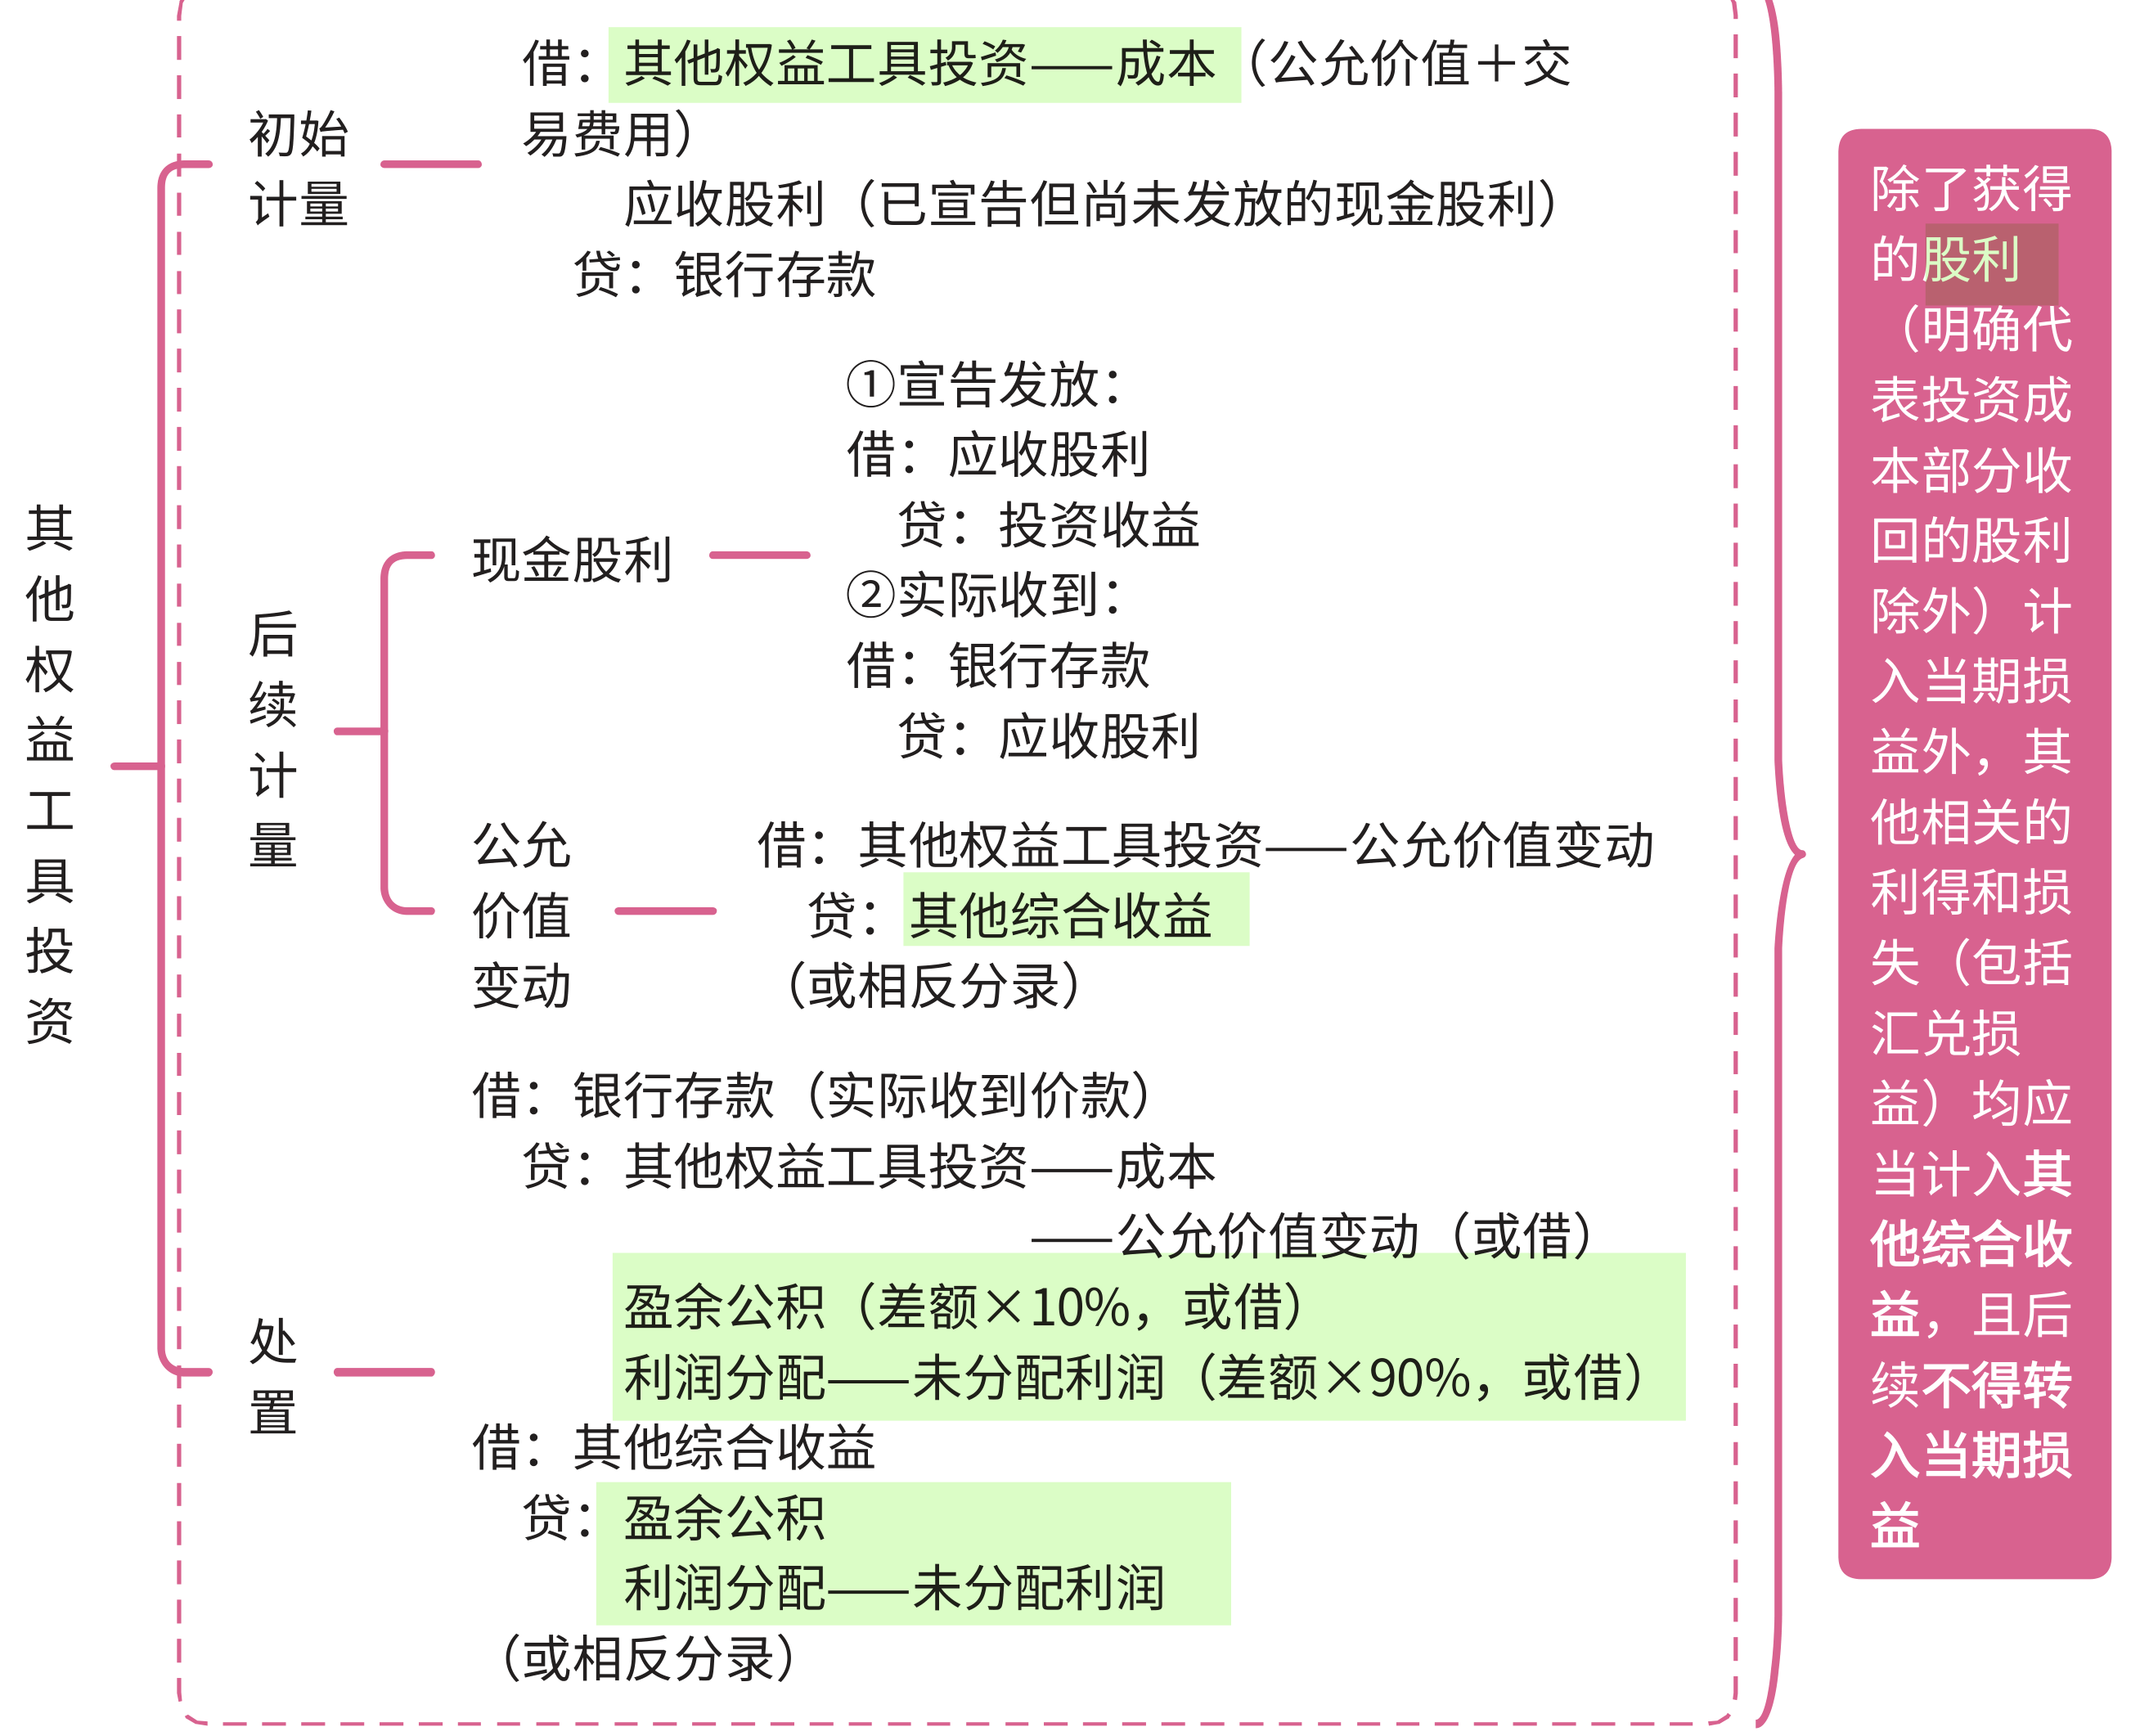 其他权益工具投资
初始
计量
借：其他权益工具投资——成本（公允价值＋交
易费用）
应收股利（已宣告但尚未发放的现金股利）
贷：银行存款
后续计量
现金股利
①宣告发放：
借：应收股利
贷：投资收益
②实际收到：
借：银行存款
贷：应收股利
公允
价值
变动
借：其他权益工具投资——公允价值变动
贷：其他综合收益
（或相反分录）
处置
借：银行存款（实际收到价款）
贷：其他权益工具投资——成本
——公允价值变动（或借）
盈余公积（差额×10%，或借）
利润分配——未分配利润（差额×90%，或借）
借：其他综合收益
贷：盈余公积
利润分配——未分配利润
（或相反分录）
除了获得
的股利
（明确代
表投资成
本部分收
回的股利
除外）计
入当期损
益外，其
他相关的
利得和损
失（包括
汇兑损
益）均应
当计入其
他综合收
益，且后
续不得转
入当期损
益